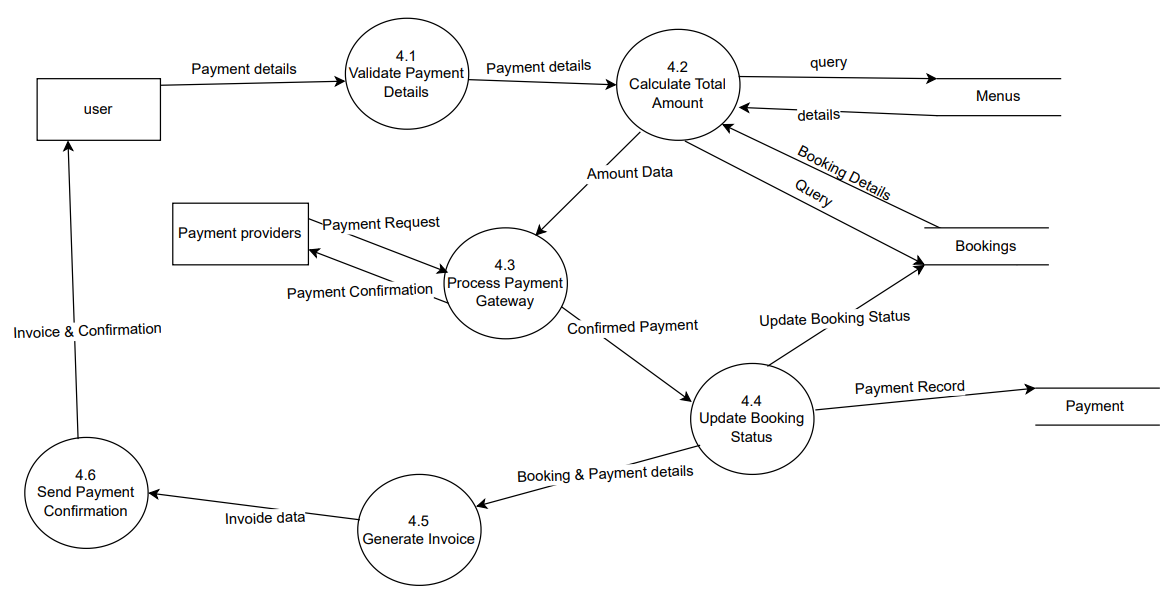 4.1
Validate Payment
Details
Payment details
Payment details
4.2
Calculate Total
Amount
query
Menus
details
user
Booking Details
Query
Amount Data
Payment providers
Payment Request
Bookings
4.3
Process Payment
Gateway
Payment Confirmation
Confirmed Payment
Update Booking Status
Invoice & Confirmation
4.4
Update Booking
Status
Payment Record
Payment
Booking & Payment details
4.6
Send Payment
Confirmation
Invoide data
4.5
Generate Invoice